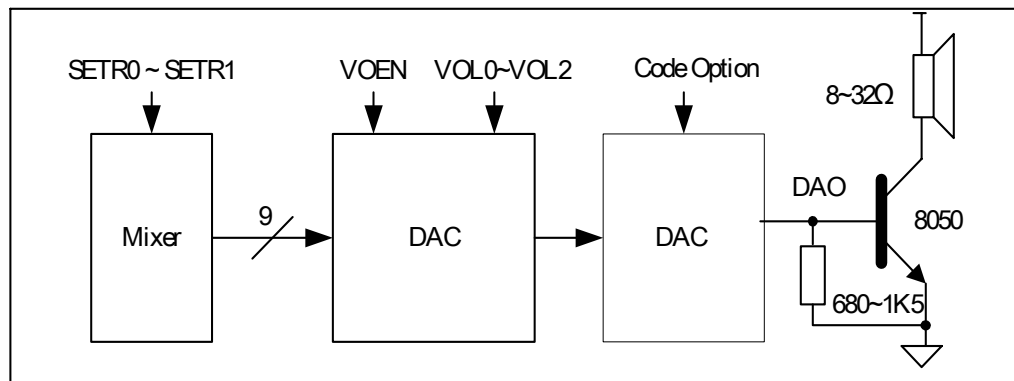 SETR0 ~ SETR1
VOEN
VOL0~VOL2
Code Option
8~32Ω
Mixer
9
DAC
DAC
DAO
8050
680~1K5